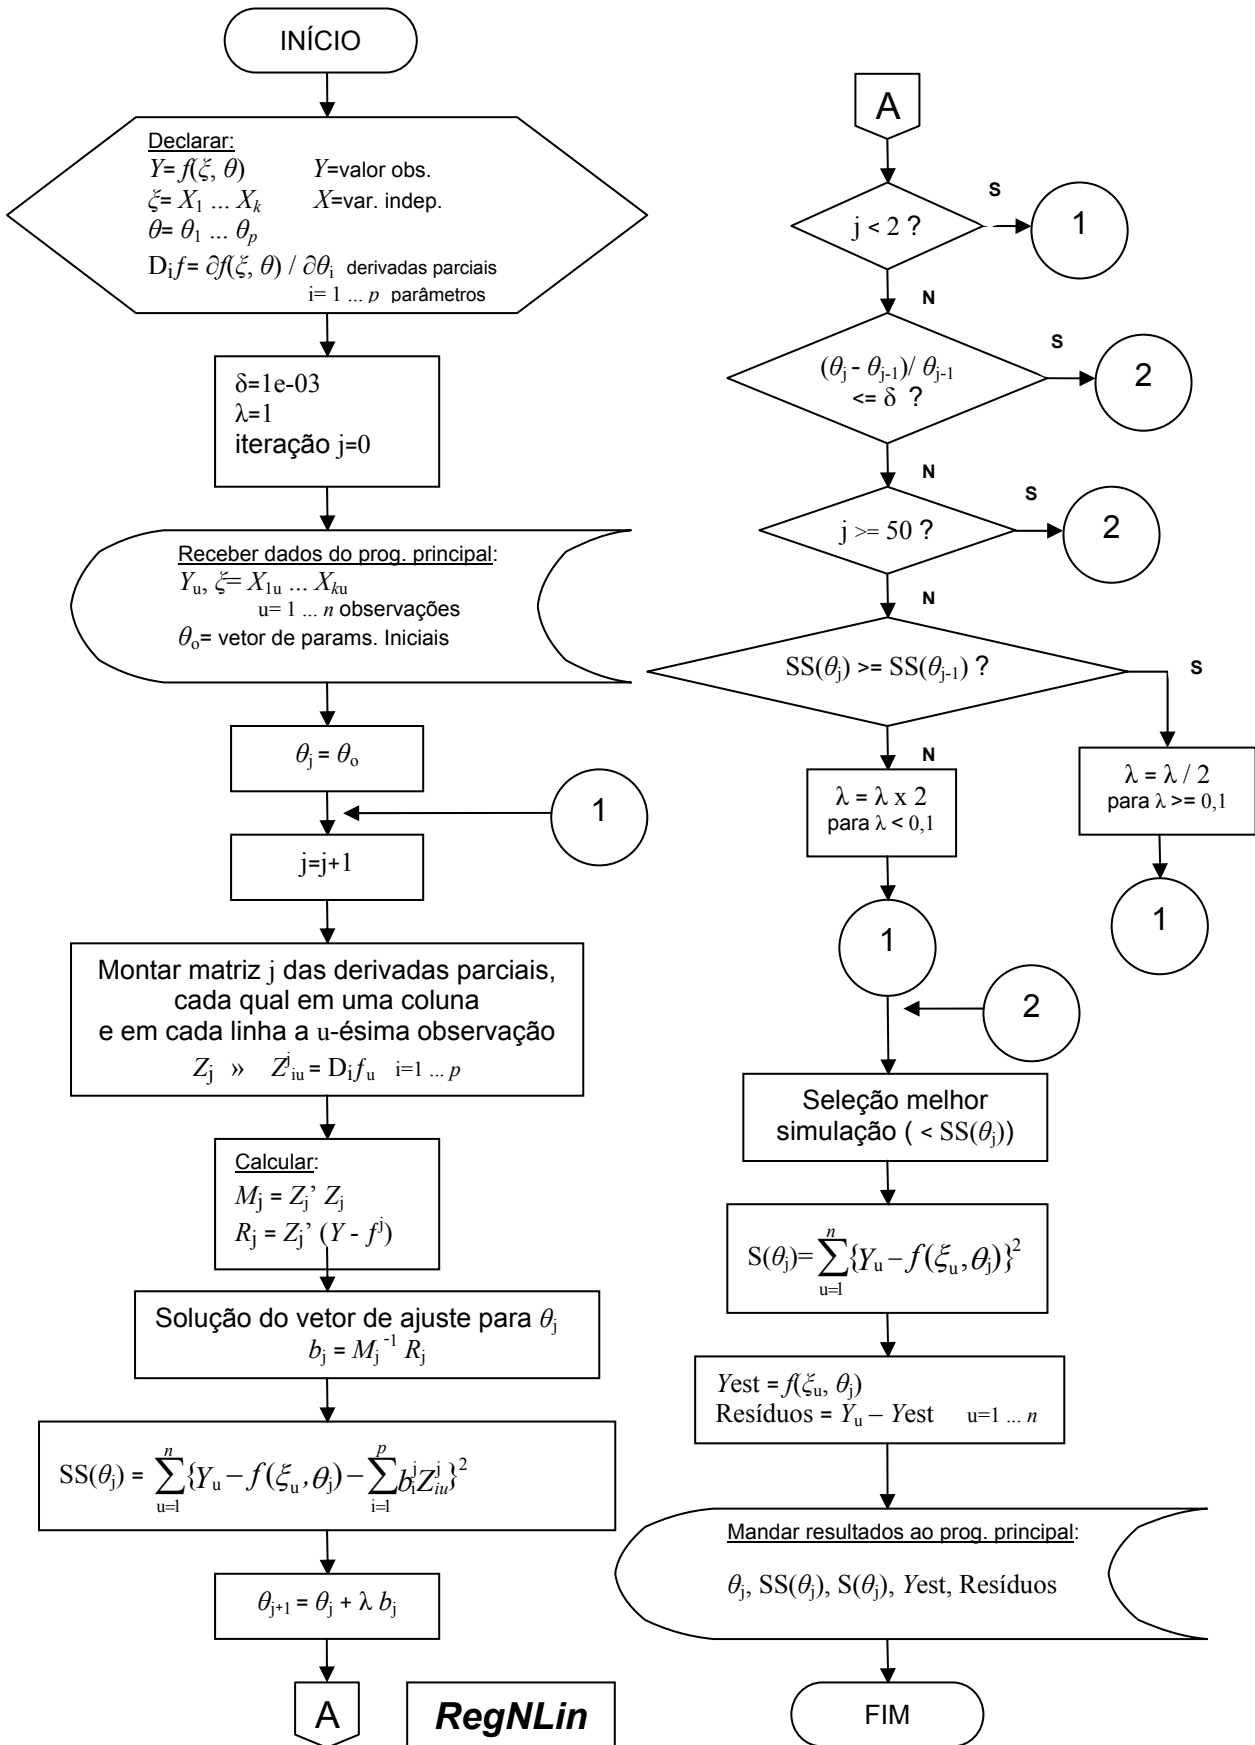 INÍCIO
Declarar:
Y= f(ξ, θ) Y=valor obs.
ξ= X₁ ... Xₖ X=var. indep.
θ= θ₁ ... θₚ
Dᵢf= ∂f(ξ, θ) / ∂θᵢ derivadas parciais
i= 1 ... p parâmetros
δ=1e-03
λ=1
iteração j=0
Receber dados do prog. principal:
Yᵤ, ξ= X₁ᵤ ... Xₖᵤ
u= 1 ... n observações
θₒ= vetor de params. Iniciais
θⱼ = θₒ
1
j=j+1
Montar matriz j das derivadas parciais,
cada qual em uma coluna
e em cada linha a u-ésima observação
Zⱼ » Zʲᵢᵤ = Dᵢfᵤ i=1 ... p
Calcular:
Mⱼ = Zⱼ’ Zⱼ
Rⱼ = Zⱼ’ (Y - fʲ)
Solução do vetor de ajuste para θⱼ
bⱼ = Mⱼ⁻¹ Rⱼ
SS(θⱼ) = ∑ᵤ₌₁ⁿ {Yᵤ – f(ξᵤ, θⱼ) – ∑ᵢ₌₁ᵖ bᵢʲ Zᵢᵤʲ}²
θⱼ₊₁ = θⱼ + λ bⱼ
A
RegNLin
A
j < 2 ?
S
1
N
(θⱼ - θⱼ₋₁)/ θⱼ₋₁
<= δ ?
S
2
N
j >= 50 ?
S
2
N
SS(θⱼ) >= SS(θⱼ₋₁) ?
S
N
λ = λ x 2
para λ < 0,1
λ = λ / 2
para λ >= 0,1
1
1
2
Seleção melhor
simulação ( < SS(θⱼ))
S(θⱼ)= ∑ᵤ₌₁ⁿ {Yᵤ – f(ξᵤ, θⱼ)}²
Yest = f(ξᵤ, θⱼ)
Resíduos = Yᵤ – Yest u=1 ... n
Mandar resultados ao prog. principal:
θⱼ, SS(θⱼ), S(θⱼ), Yest, Resíduos
FIM